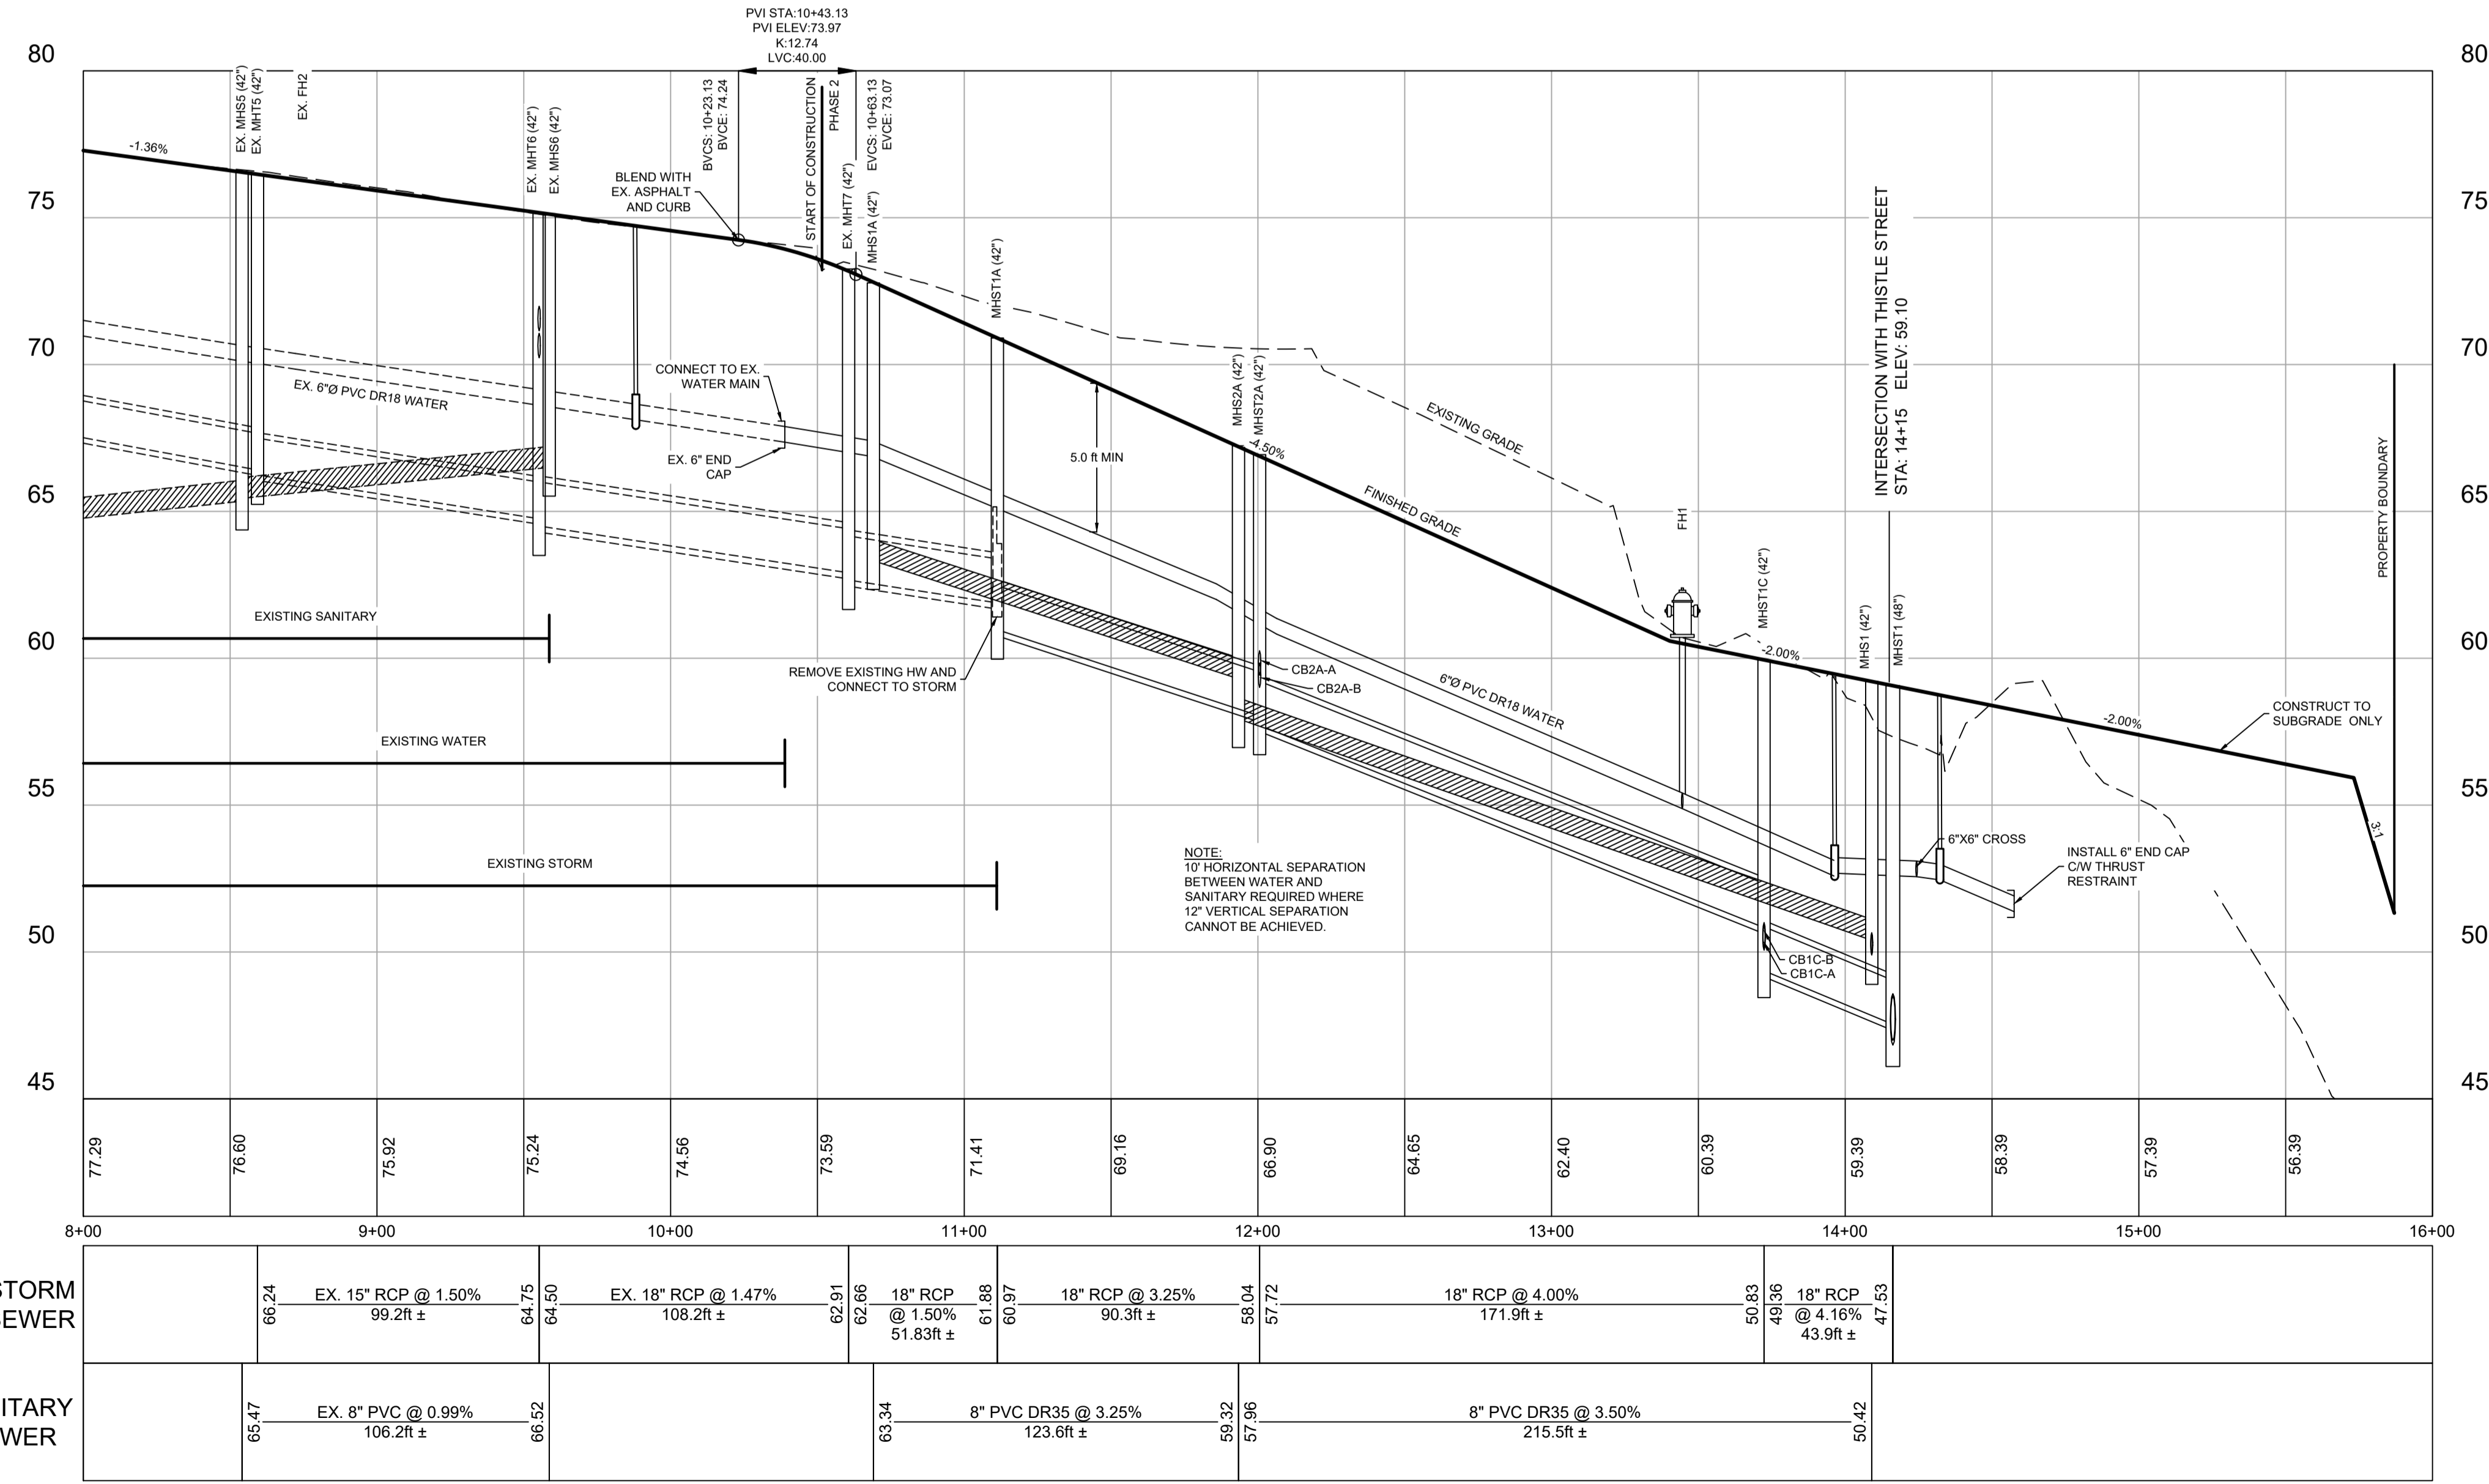 PVI STA:10+43.13
PVI ELEV:73.97
K:12.74
LVC:40.00
80
80
EX. MHS5 (42")
EX. MHT5 (42")
EX. FH2
EX. MHT6 (42")
EX. MHS6 (42")
BVCS: 10+23.13
BVCE: 74.24
START OF CONSTRUCTION
PHASE 2
EX. MHT7 (42")
MHS1A (42")
EVCS: 10+63.13
EVCE: 73.07
-1.36%
BLEND WITH
EX. ASPHALT
AND CURB
75
75
MHST1A (42")
INTERSECTION WITH THISTLE STREET
STA: 14+15 ELEV: 59.10
70
70
CONNECT TO EX.
WATER MAIN
EX. 6"Ø PVC DR18 WATER
MHS2A (42")
MHST2A (42")
EXISTING GRADE
-4.50%
EX. 6" END
CAP
5.0 ft MIN
PROPERTY BOUNDARY
65
65
FINISHED GRADE
FH1
MHST1C (42")
MHS1 (42")
MHST1 (48")
EXISTING SANITARY
60
60
-2.00%
REMOVE EXISTING HW AND
CONNECT TO STORM
CB2A-A
CB2A-B
6"Ø PVC DR18 WATER
-2.00%
CONSTRUCT TO
SUBGRADE ONLY
EXISTING WATER
55
55
3:1
6"X6" CROSS
INSTALL 6" END CAP
C/W THRUST
RESTRAINT
EXISTING STORM
NOTE:
10' HORIZONTAL SEPARATION
BETWEEN WATER AND
SANITARY REQUIRED WHERE
12" VERTICAL SEPARATION
CANNOT BE ACHIEVED.
50
50
CB1C-B
CB1C-A
45
45
77.29
76.60
75.92
75.24
74.56
73.59
71.41
69.16
66.90
64.65
62.40
60.39
59.39
58.39
57.39
56.39
8+00
9+00
10+00
11+00
12+00
13+00
14+00
15+00
16+00
STORM
SEWER
66.24
EX. 15" RCP @ 1.50%
99.2ft ±
64.75
64.50
EX. 18" RCP @ 1.47%
108.2ft ±
62.91
62.66
18" RCP
@ 1.50%
51.83ft ±
61.88
60.97
18" RCP @ 3.25%
90.3ft ±
58.04
57.72
18" RCP @ 4.00%
171.9ft ±
50.83
49.36
18" RCP
@ 4.16%
43.9ft ±
47.53
ITARY
WER
65.47
EX. 8" PVC @ 0.99%
106.2ft ±
66.52
63.34
8" PVC DR35 @ 3.25%
123.6ft ±
59.32
57.96
8" PVC DR35 @ 3.50%
215.5ft ±
50.42